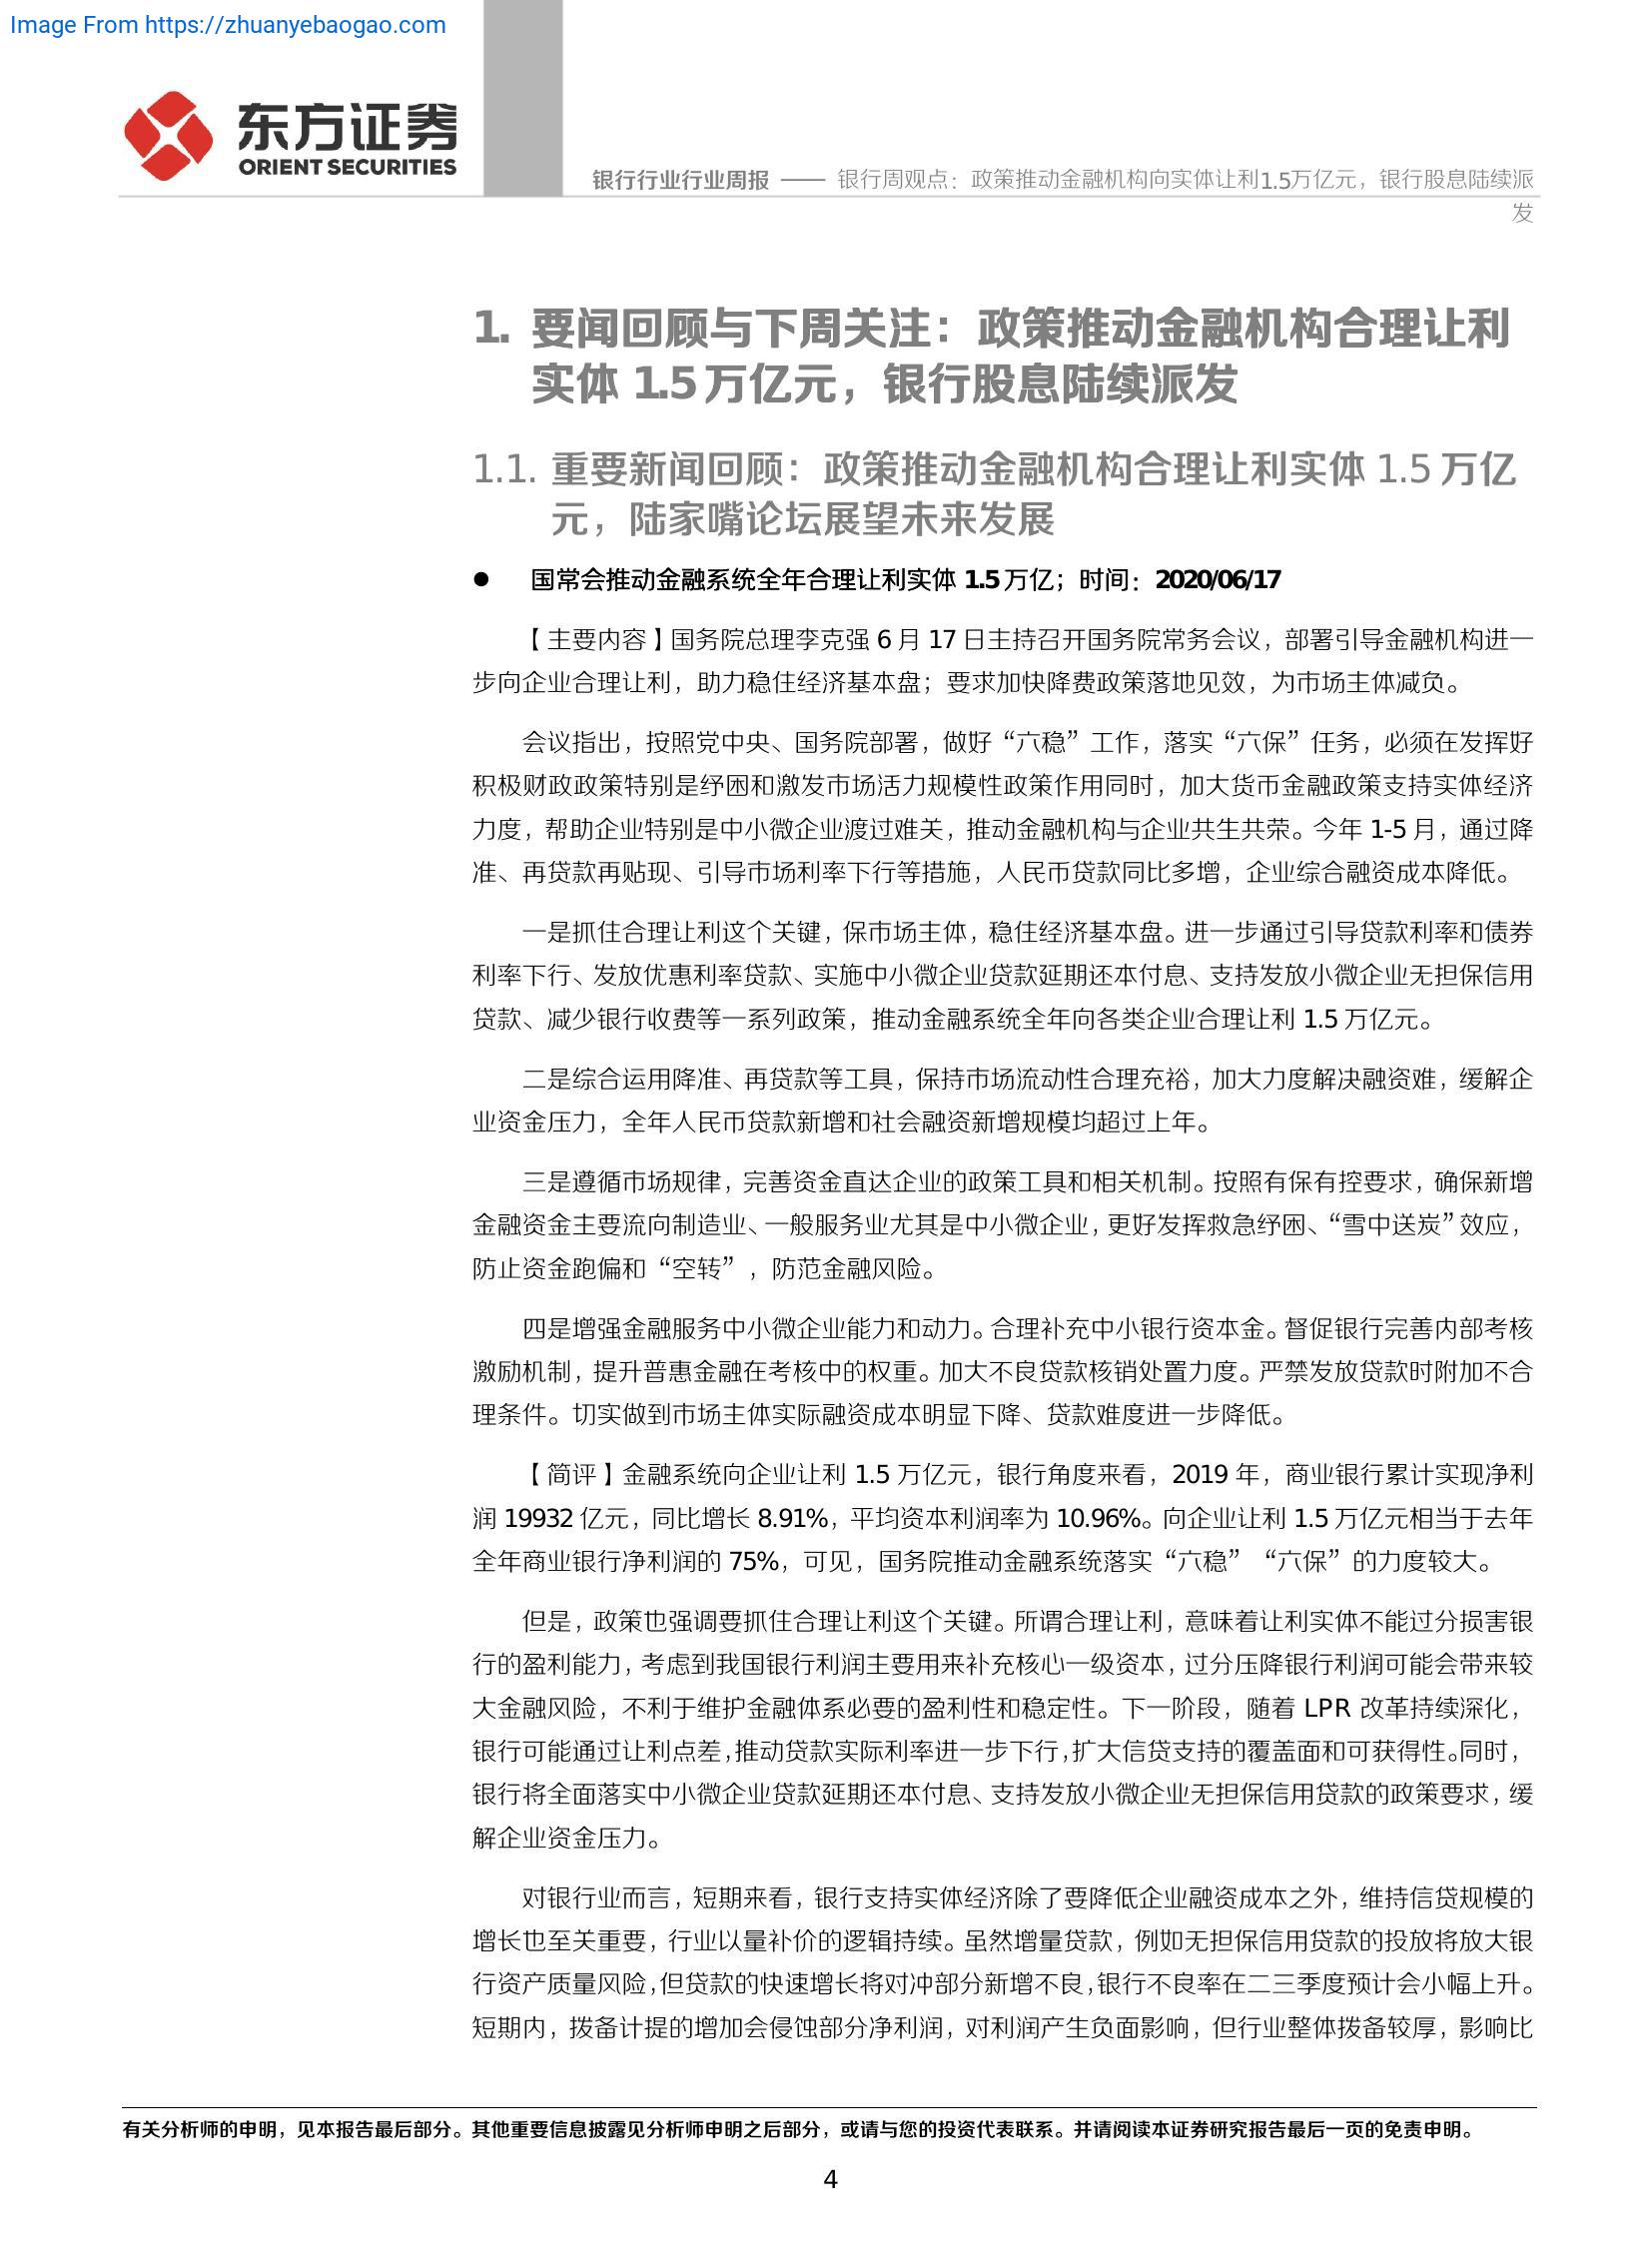 Image From https://zhuanyebaogao.com
东方证券
ORIENT SECURITIES
银行行业行业周报 —— 银行周观点：政策推动金融机构向实体让利1.5万亿元，银行股息陆续派
发
1. 要闻回顾与下周关注：政策推动金融机构合理让利
实体 1.5 万亿元，银行股息陆续派发
1.1. 重要新闻回顾：政策推动金融机构合理让利实体 1.5 万亿
元，陆家嘴论坛展望未来发展
● 国常会推动金融系统全年合理让利实体 1.5 万亿；时间：2020/06/17
【主要内容】国务院总理李克强 6 月 17 日主持召开国务院常务会议，部署引导金融机构进一
步向企业合理让利，助力稳住经济基本盘；要求加快降费政策落地见效，为市场主体减负。
会议指出，按照党中央、国务院部署，做好“六稳”工作，落实“六保”任务，必须在发挥好
积极财政政策特别是纾困和激发市场活力规模性政策作用同时，加大货币金融政策支持实体经济
力度，帮助企业特别是中小微企业渡过难关，推动金融机构与企业共生共荣。今年 1-5 月，通过降
准、再贷款再贴现、引导市场利率下行等措施，人民币贷款同比多增，企业综合融资成本降低。
一是抓住合理让利这个关键，保市场主体，稳住经济基本盘。进一步通过引导贷款利率和债券
利率下行、发放优惠利率贷款、实施中小微企业贷款延期还本付息、支持发放小微企业无担保信用
贷款、减少银行收费等一系列政策，推动金融系统全年向各类企业合理让利 1.5 万亿元。
二是综合运用降准、再贷款等工具，保持市场流动性合理充裕，加大力度解决融资难，缓解企
业资金压力，全年人民币贷款新增和社会融资新增规模均超过上年。
三是遵循市场规律，完善资金直达企业的政策工具和相关机制。按照有保有控要求，确保新增
金融资金主要流向制造业、一般服务业尤其是中小微企业，更好发挥救急纾困、“雪中送炭”效应，
防止资金跑偏和“空转”，防范金融风险。
四是增强金融服务中小微企业能力和动力。合理补充中小银行资本金。督促银行完善内部考核
激励机制，提升普惠金融在考核中的权重。加大不良贷款核销处置力度。严禁发放贷款时附加不合
理条件。切实做到市场主体实际融资成本明显下降、贷款难度进一步降低。
【简评】金融系统向企业让利 1.5 万亿元，银行角度来看，2019 年，商业银行累计实现净利
润 19932 亿元，同比增长 8.91%，平均资本利润率为 10.96%。向企业让利 1.5 万亿元相当于去年
全年商业银行净利润的 75%，可见，国务院推动金融系统落实“六稳”“六保”的力度较大。
但是，政策也强调要抓住合理让利这个关键。所谓合理让利，意味着让利实体不能过分损害银
行的盈利能力，考虑到我国银行利润主要用来补充核心一级资本，过分压降银行利润可能会带来较
大金融风险，不利于维护金融体系必要的盈利性和稳定性。下一阶段，随着 LPR 改革持续深化，
银行可能通过让利点差，推动贷款实际利率进一步下行，扩大信贷支持的覆盖面和可获得性。同时，
银行将全面落实中小微企业贷款延期还本付息、支持发放小微企业无担保信用贷款的政策要求，缓
解企业资金压力。
对银行业而言，短期来看，银行支持实体经济除了要降低企业融资成本之外，维持信贷规模的
增长也至关重要，行业以量补价的逻辑持续。虽然增量贷款，例如无担保信用贷款的投放将放大银
行资产质量风险，但贷款的快速增长将对冲部分新增不良，银行不良率在二三季度预计会小幅上升。
短期内，拨备计提的增加会侵蚀部分净利润，对利润产生负面影响，但行业整体拨备较厚，影响比
有关分析师的申明，见本报告最后部分。其他重要信息披露见分析师申明之后部分，或请与您的投资代表联系。并请阅读本证券研究报告最后一页的免责申明。
4